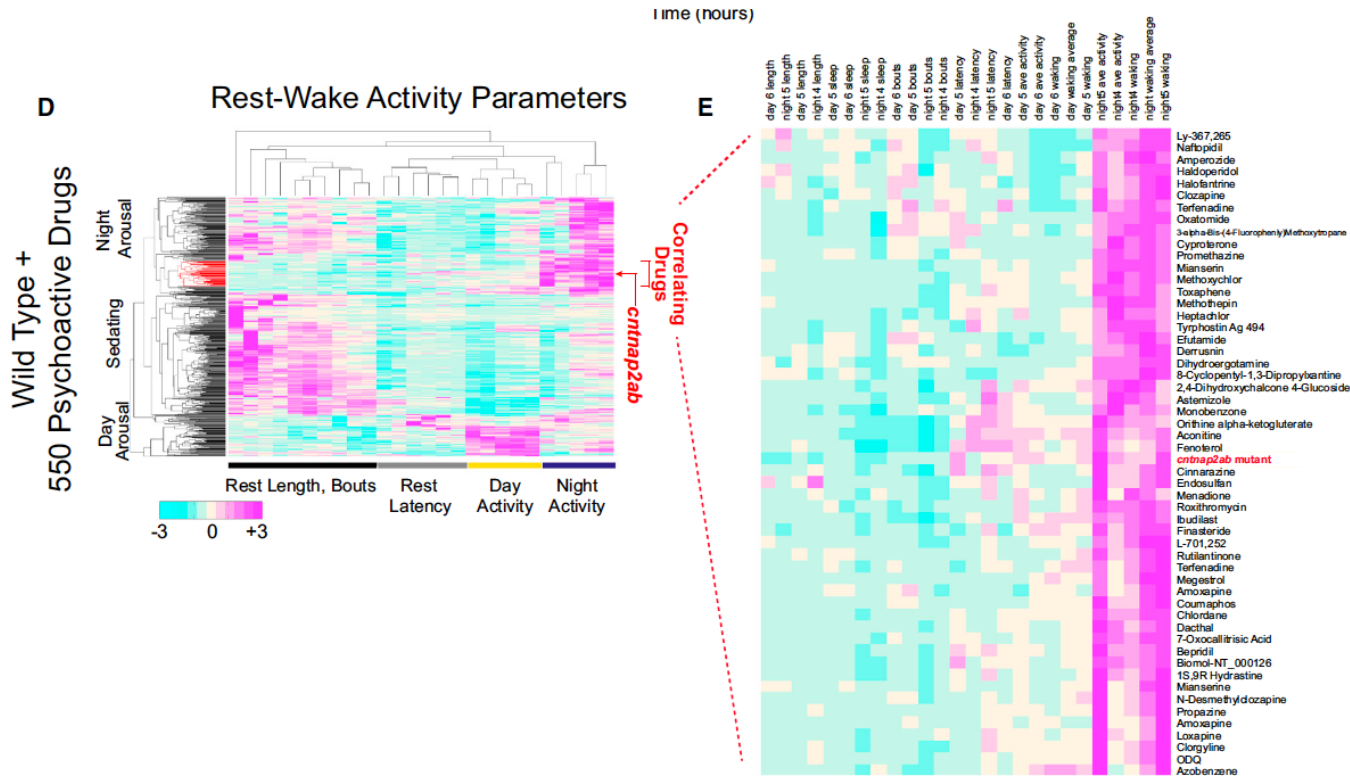 Time (hours)
D
Rest-Wake Activity Parameters
E
day 6 length
night 5 length
day 5 length
night 4 length
day 5 sleep
day 6 sleep
night 5 sleep
night 4 sleep
day 6 bouts
day 5 bouts
night 5 bouts
night 4 bouts
day 5 latency
night 4 latency
night 5 latency
day 6 latency
day 5 ave activity
day 6 ave activity
day 6 waking
day waking average
day 5 waking
night5 ave activity
night4 ave activity
night4 waking
night waking average
night5 waking
Wild Type +
550 Psychoactive Drugs
Night
Arousal
Sedating
Day
Arousal
Correlating
Drugs
cntnap2ab
Rest Length, Bouts
Rest
Latency
Day
Activity
Night
Activity
-3
0
+3
Ly-367,265
Naftopidil
Amperozide
Haldoperidol
Halofantrine
Clozapine
Terfenadine
Oxatomide
3-alpha-Bis-(4-Fluorophenly)Methoxytropane
Cyproterone
Promethazine
Mianserin
Methoxychlor
Toxaphene
Methothepin
Heptachlor
Tyrphostin Ag 494
Efutamide
Derrusnin
Dihydroergotamine
8-Cyclopentyl-1,3-Dipropylxantine
2,4-Dihydroxychalcone 4-Glucoside
Astemizole
Monobenzone
Orithine alpha-ketogluterate
Aconitine
Fenoterol
cntnap2ab mutant
Cinnarazine
Endosulfan
Menadione
Roxithromycin
Ibudilast
Finasteride
L-701,252
Rutilantinone
Terfenadine
Megestrol
Amoxapine
Coumaphos
Chlordane
Dacthal
7-Oxocallitrisic Acid
Bepridil
Biomol-NT_000126
1S,9R Hydrastine
Mianserine
N-Desmethylclozapine
Propazine
Amoxapine
Loxapine
Clorgyline
ODQ
Azobenzene